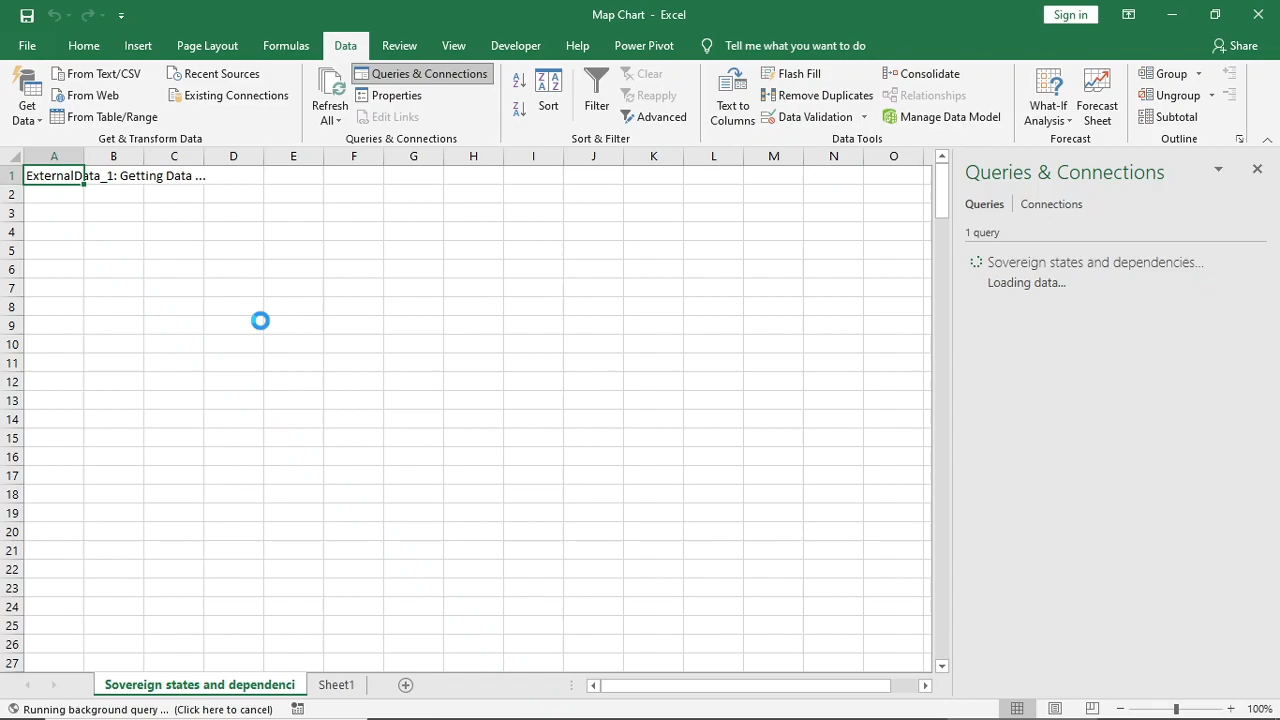 Map Chart - Excel
Sign in
File Home Insert Page Layout Formulas Data Review View Developer Help Power Pivot Tell me what you want to do Share
Get Data
From Text/CSV
From Web
From Table/Range
Recent Sources
Existing Connections
Get & Transform Data
Refresh All
Queries & Connections
Properties
Edit Links
Queries & Connections
Sort
Filter
Clear
Reapply
Advanced
Sort & Filter
Text to Columns
Flash Fill
Remove Duplicates
Data Validation
Consolidate
Relationships
Manage Data Model
Data Tools
What-If Analysis
Forecast Sheet
Forecast
Group
Ungroup
Subtotal
Outline
A B C D E F G H I J K L M N O
1 ExternalData_1: Getting Data ...
2
3
4
5
6
7
8
9
10
11
12
13
14
15
16
17
18
19
20
21
22
23
24
25
26
27
Queries & Connections
Queries Connections
1 query
Sovereign states and dependencies...
Loading data...
Sovereign states and dependenci Sheet1
Running background query ... (Click here to cancel)
100%